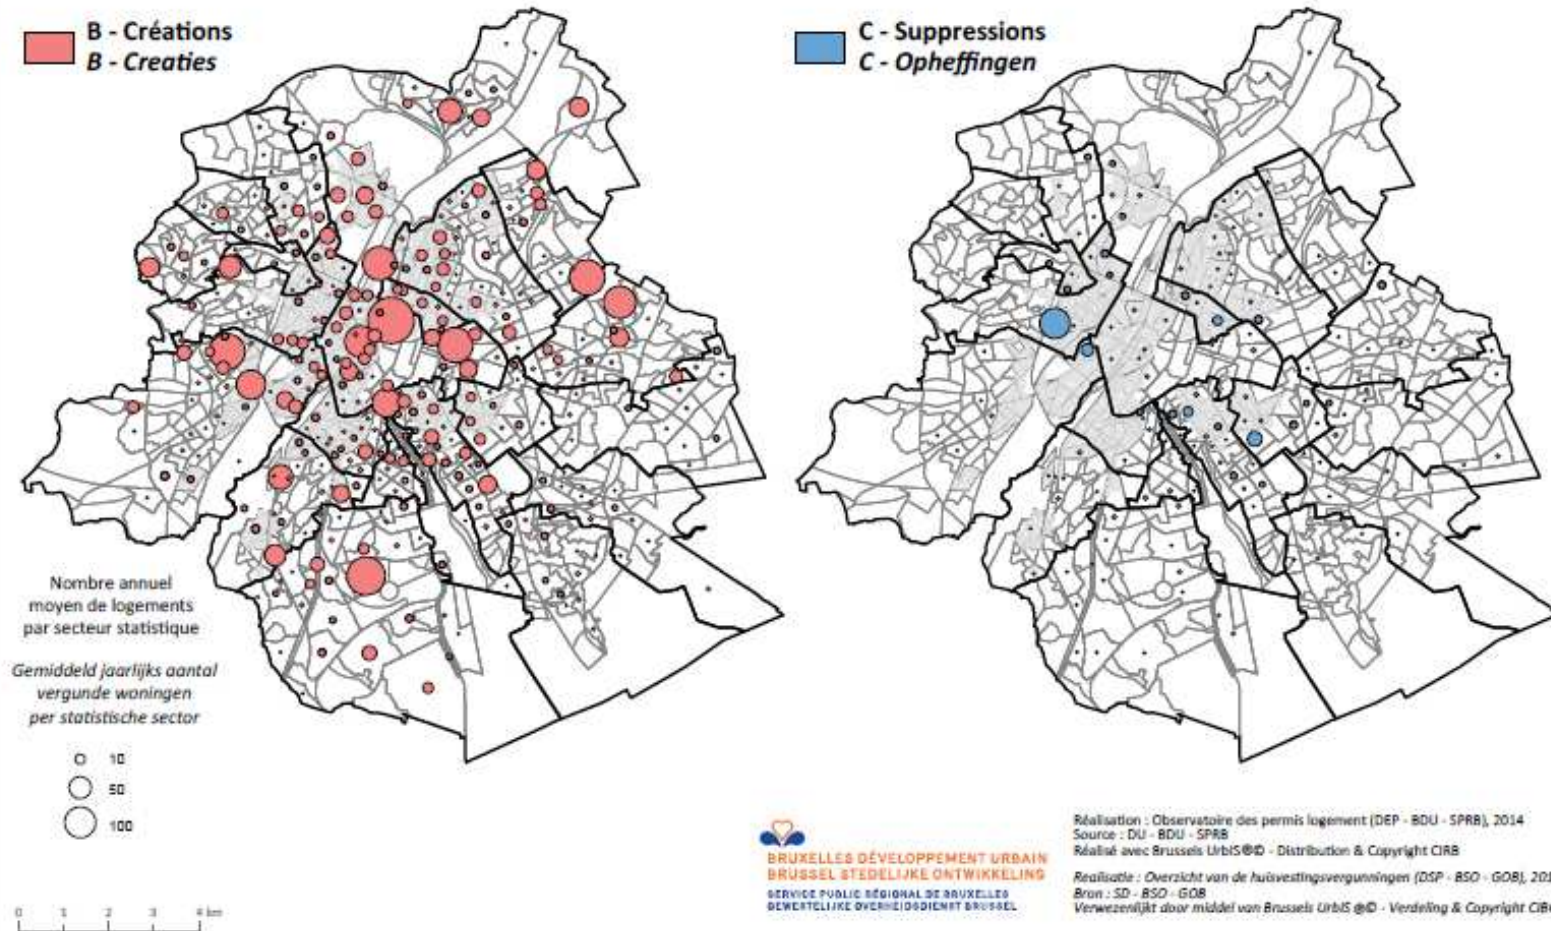 B - Créations
B - Creaties
C - Suppressions
C - Opheffingen
Nombre annuel
moyen de logements
par secteur statistique
Gemiddeld jaarlijks aantal
vergunde woningen
per statistische sector
10
50
100
0 1 2 3 4 km
BRUXELLES DÉVELOPPEMENT URBAIN
BRUSSEL STEDELIJKE ONTWIKKELING
SERVICE PUBLIC RÉGIONAL DE BRUXELLES
GEWESTELIJKE OVERHEIDSDIENST BRUSSEL
Réalisation : Observatoire des permis logement (DEP - BDU - SPRB), 2014
Source : DU - BDU - SPRB
Réalisé avec Brussels UrbIS®© - Distribution & Copyright CIRB
Realisatie : Overzicht van de huisvestingsvergunningen (DSP - BSO - GOB), 201
Bron : SD - BSO - GOB
Verwezenlijkt door middel van Brussels UrbIS ®© - Verdeling & Copyright CIB